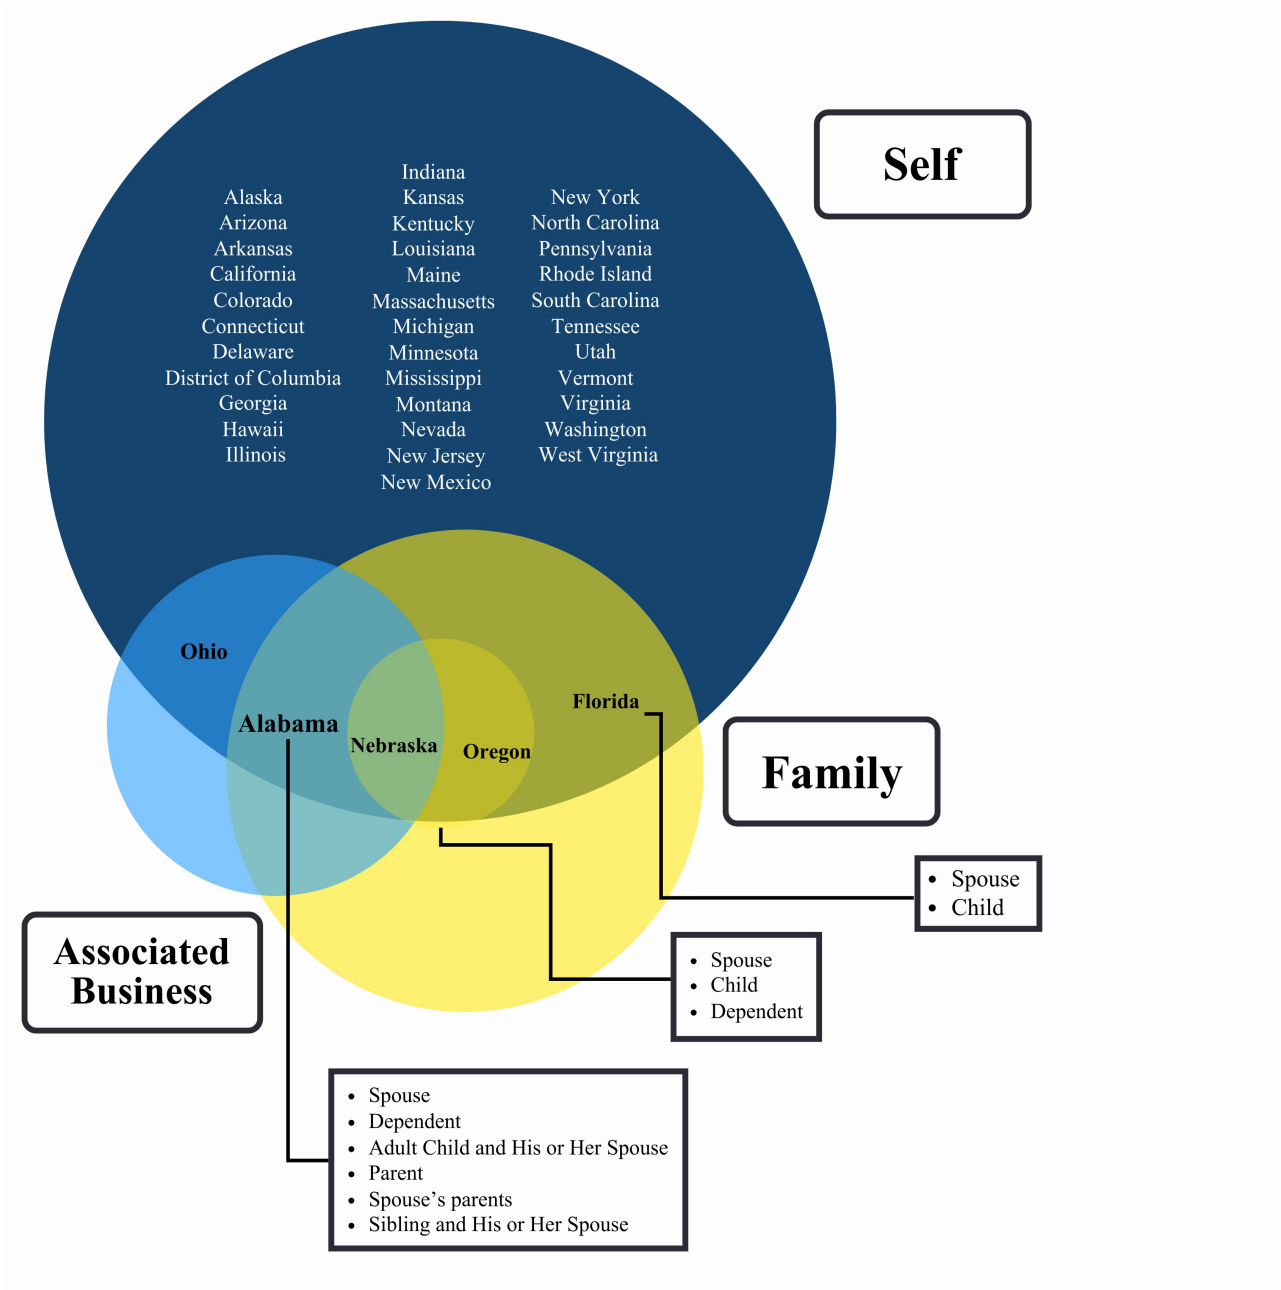 Self
Alaska
Arizona
Arkansas
California
Colorado
Connecticut
Delaware
District of Columbia
Georgia
Hawaii
Illinois
Indiana
Kansas
Kentucky
Louisiana
Maine
Massachusetts
Michigan
Minnesota
Mississippi
Montana
Nevada
New Jersey
New Mexico
New York
North Carolina
Pennsylvania
Rhode Island
South Carolina
Tennessee
Utah
Vermont
Virginia
Washington
West Virginia
Ohio
Alabama
Nebraska
Oregon
Florida
Family
• Spouse
• Child
Associated
Business
• Spouse
• Child
• Dependent
• Spouse
• Dependent
• Adult Child and His or Her Spouse
• Parent
• Spouse’s parents
• Sibling and His or Her Spouse